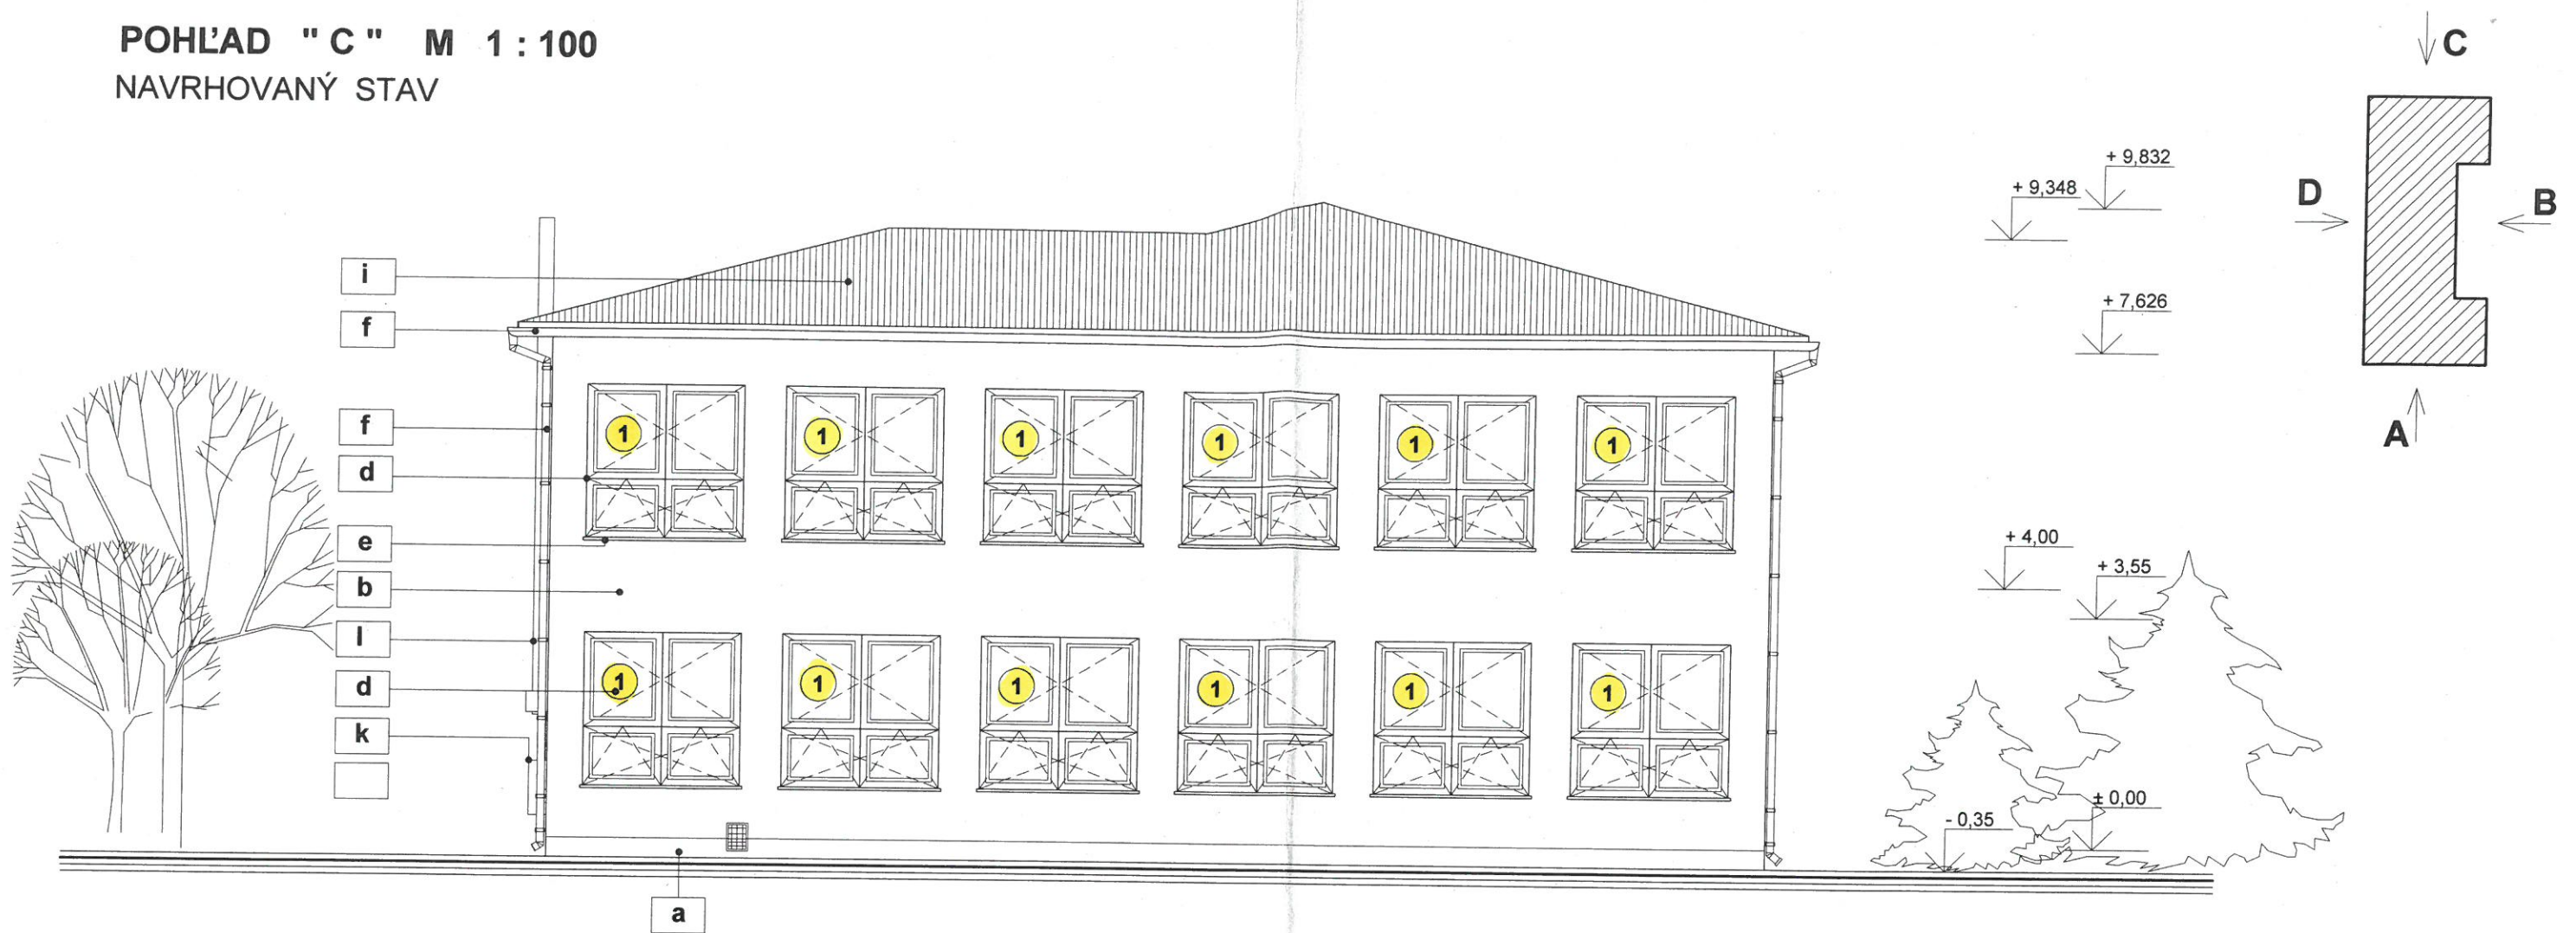 POHĽAD "C" M 1:100
NAVRHOVANÝ STAV
C
D
B
A
+ 9,832
+ 9,348
+ 7,626
+ 4,00
+ 3,55
± 0,00
- 0,35
i
f
f
d
e
b
l
d
k
a
1 1 1 1 1 1
1 1 1 1 1 1